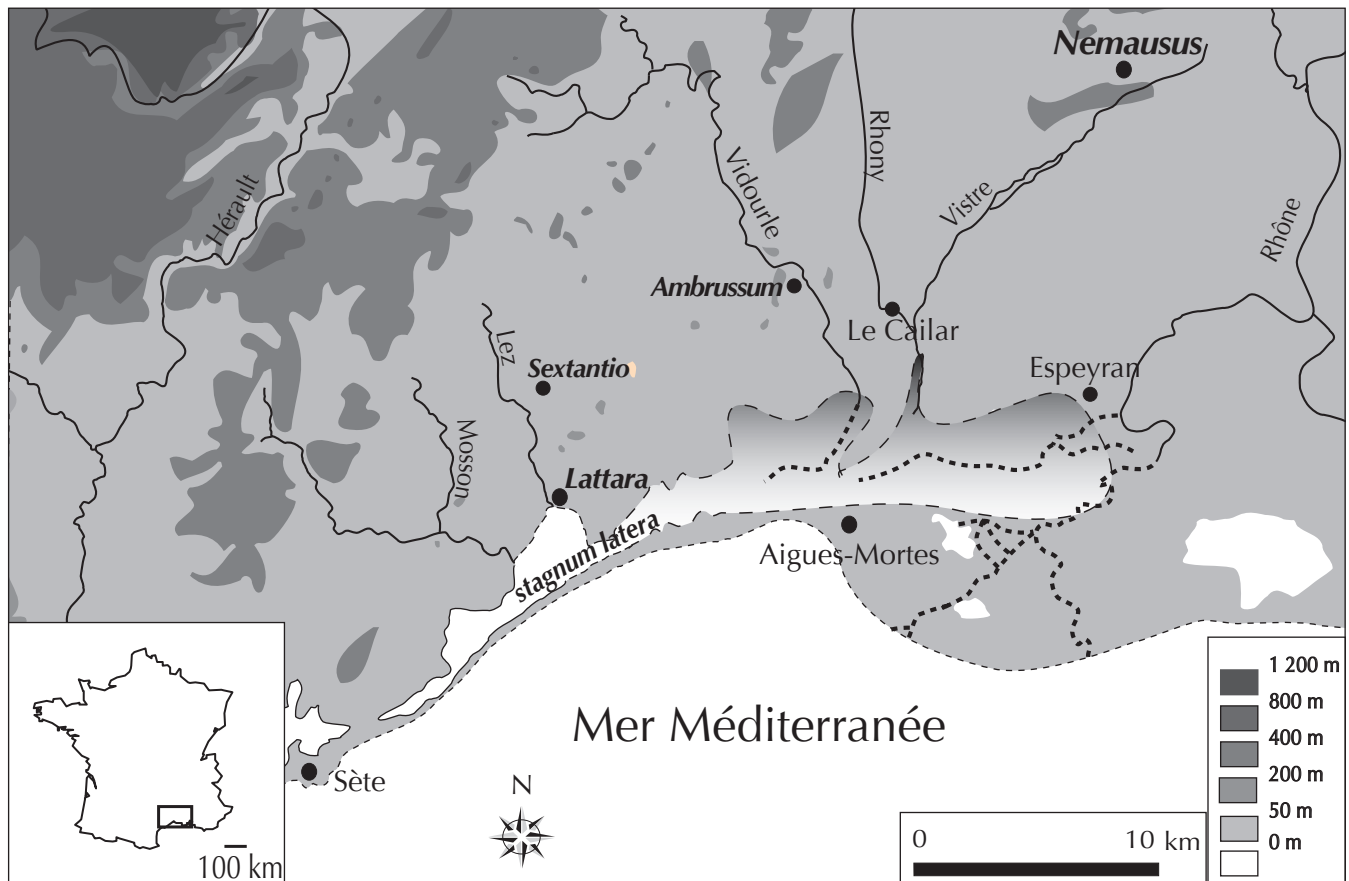 Nemausus
Rhony
Vidourle
Vistre
Hérault
Rhône
Ambrussum
Le Cailar
Lez
Sextantio
Espeyran
Mosson
Lattara
stagnum latera
Aigues-Mortes
Mer Méditerranée
Sète
N
100 km
0 10 km
1 200 m
800 m
400 m
200 m
50 m
0 m